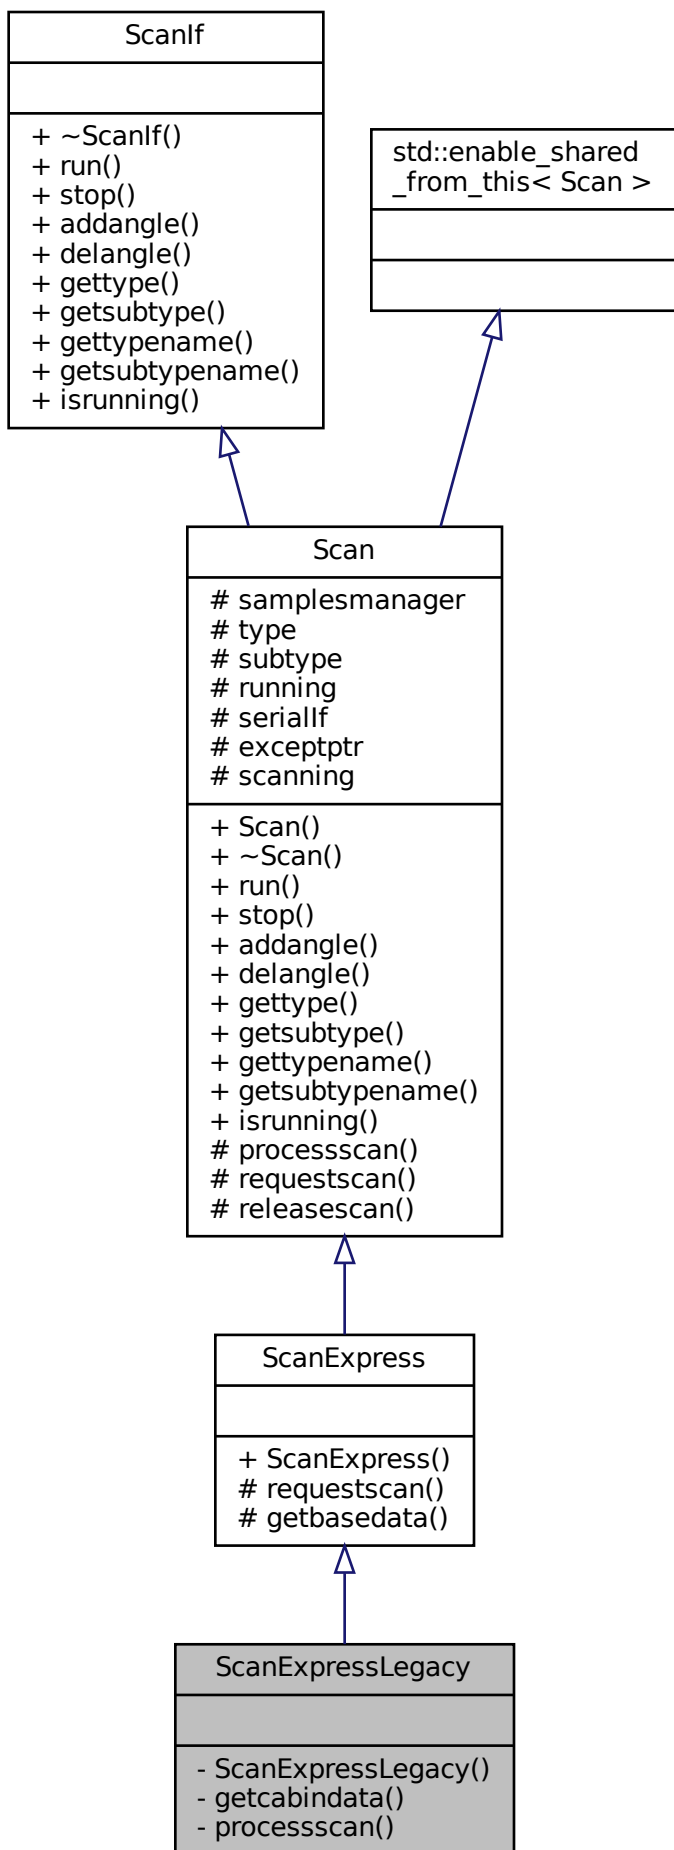 ScanIf
+ ~ScanIf()
+ run()
+ stop()
+ addangle()
+ delangle()
+ gettype()
+ getsubtype()
+ gettypename()
+ getsubtypename()
+ isrunning()
std::enable_shared
_from_this< Scan >
Scan
# samplesmanager
# type
# subtype
# running
# serialIf
# exceptptr
# scanning
+ Scan()
+ ~Scan()
+ run()
+ stop()
+ addangle()
+ delangle()
+ gettype()
+ getsubtype()
+ gettypename()
+ getsubtypename()
+ isrunning()
# processscan()
# requestscan()
# releasescan()
ScanExpress
+ ScanExpress()
# requestscan()
# getbasedata()
ScanExpressLegacy
- ScanExpressLegacy()
- getcabindata()
- processscan()